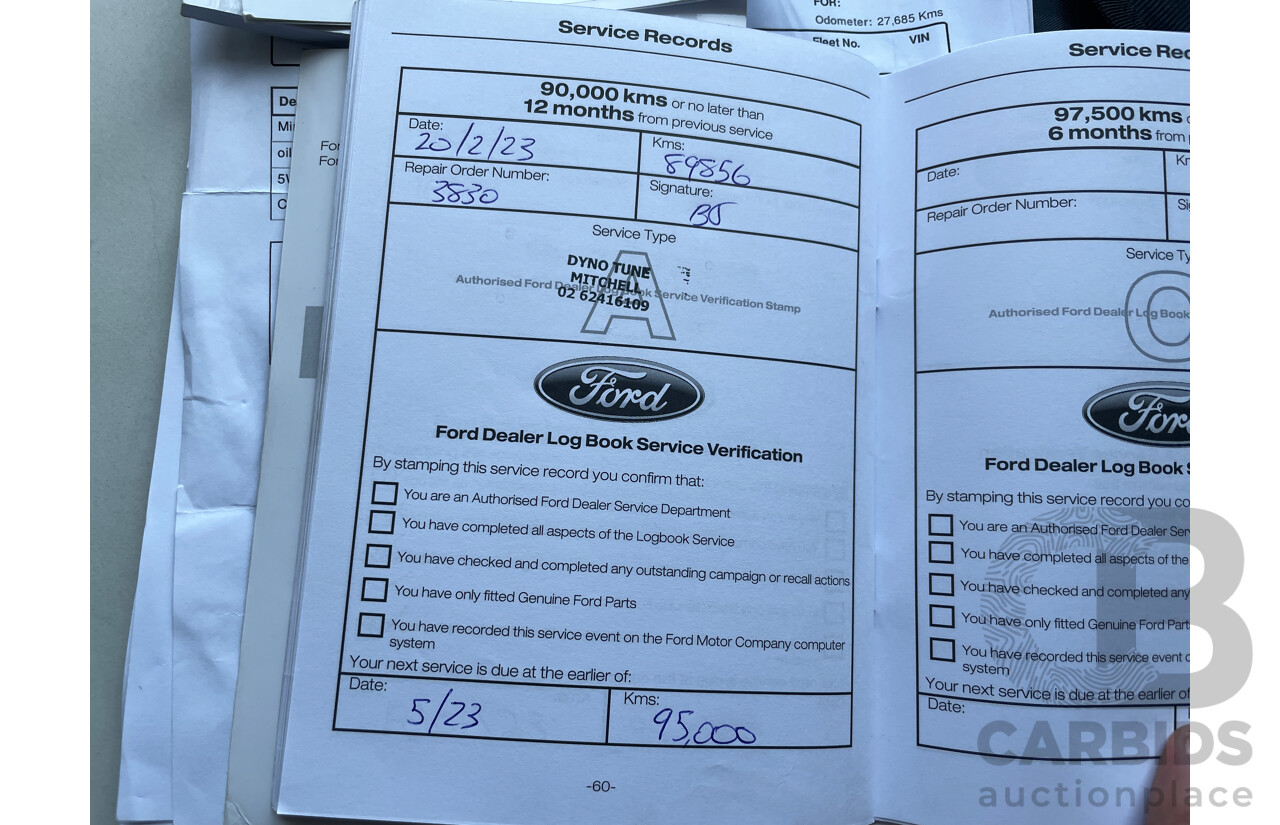 FOR:
Odometer: 27,685 Kms
Fleet No. VIN
De
oil
Service Records
90,000 kms or no later than
12 months from previous service
Date: 20/2/23
Kms: 89856
Repair Order Number: 3830
Signature: BJ
Service Type
A
DYNO TUNE
MITCHELL
02 62416109
Authorised Ford Dealer Log Book Service Verification Stamp
Ford
Ford Dealer Log Book Service Verification
By stamping this service record you confirm that:
You are an Authorised Ford Dealer Service Department
You have completed all aspects of the Logbook Service
You have checked and completed any outstanding campaign or recall actions
You have only fitted Genuine Ford Parts
You have recorded this service event on the Ford Motor Company computer
system
Your next service is due at the earlier of:
Date: 5/23
Kms: 95,000
-60-
Service Rec
97,500 kms
6 months from
Date:
Repair Order Number:
Service Ty
Authorised Ford Dealer Log Book
Ford Dealer Log Book
By stamping this service record you co
You are an Authorised Ford Dealer Ser
You have completed all aspects of the
You have checked and completed any
You have only fitted Genuine Ford Part
You have recorded this service event
system
Your next service is due at the earlier of
Date:
CB
CARBIDS
auctionplace